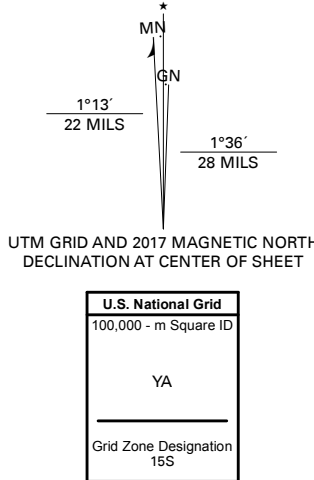 ★
MN
GN
1°13´
22 MILS
1°36´
28 MILS
UTM GRID AND 2017 MAGNETIC NORTH
DECLINATION AT CENTER OF SHEET
U.S. National Grid
100,000 - m Square ID
YA
Grid Zone Designation
15S